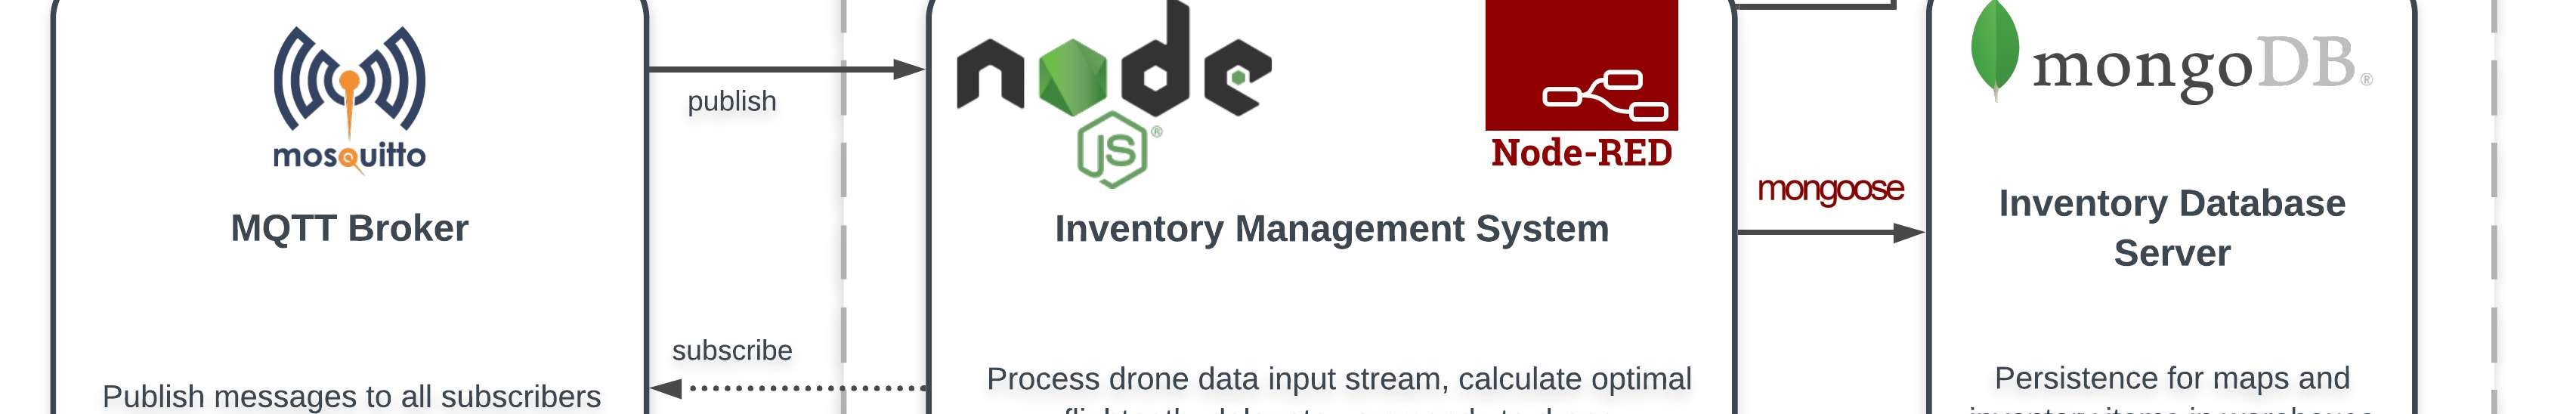 mosquitto
MQTT Broker
Publish messages to all subscribers
publish
subscribe
node
JS®
Node-RED
Inventory Management System
Process drone data input stream, calculate optimal
mongoose
mongoDB®
Inventory Database
Server
Persistence for maps and